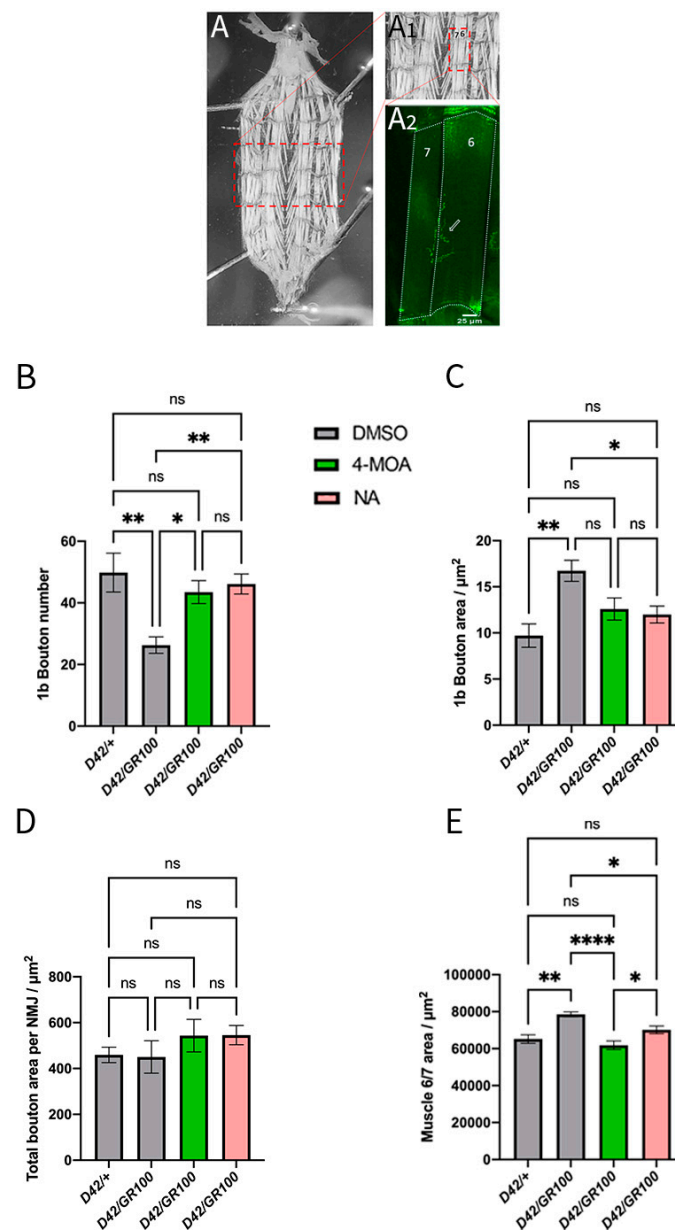 A
A1
7 6
A2
7
6
25 µm
B
ns
**
ns
**
*
ns
1b Bouton number
60
40
20
0
D42/+
D42/GR100
D42/GR100
D42/GR100
DMSO
4-MOA
NA
C
ns
*
ns
**
ns
ns
1b Bouton area / µm²
20
15
10
5
0
D42/+
D42/GR100
D42/GR100
D42/GR100
D
ns
ns
ns
ns
ns
ns
Total bouton area per NMJ / µm²
800
600
400
200
0
D42/+
D42/GR100
D42/GR100
D42/GR100
E
ns
*
ns
****
**
*
Muscle 6/7 area / µm²
100000
80000
60000
40000
20000
0
D42/+
D42/GR100
D42/GR100
D42/GR100